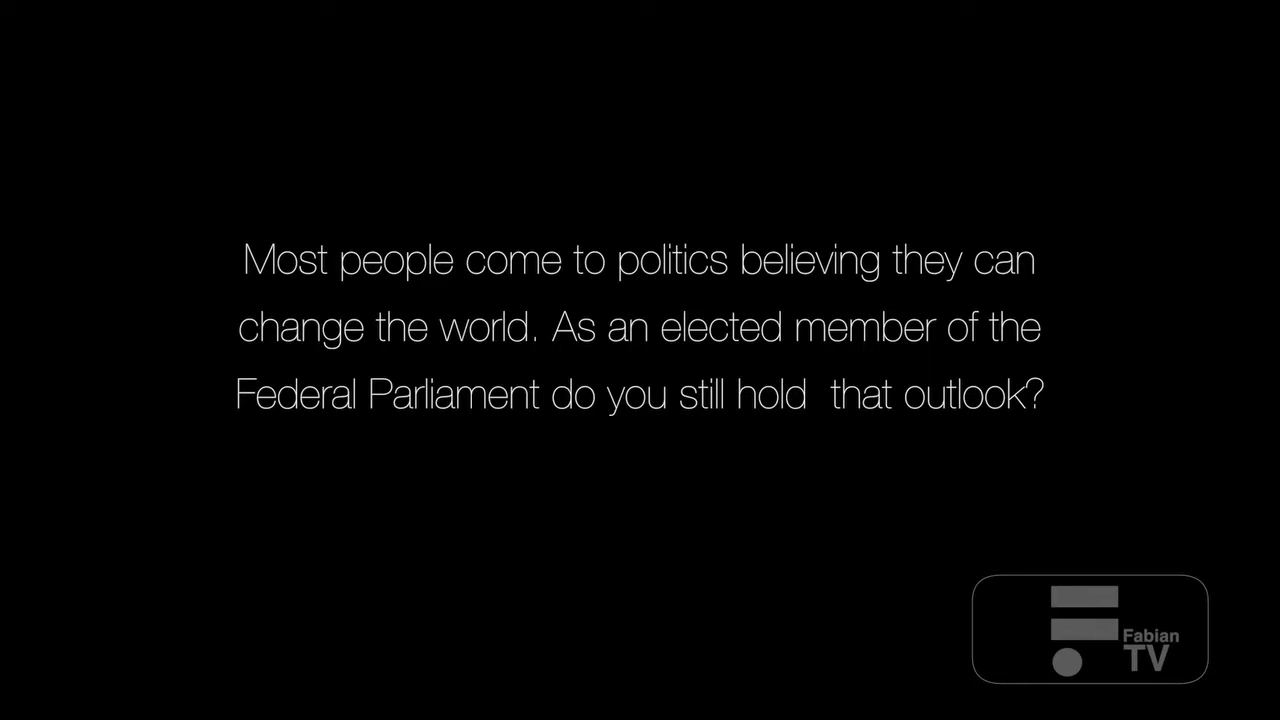 Most people come to politics believing they can
change the world. As an elected member of the
Federal Parliament do you still hold  that outlook?
Fabian
TV